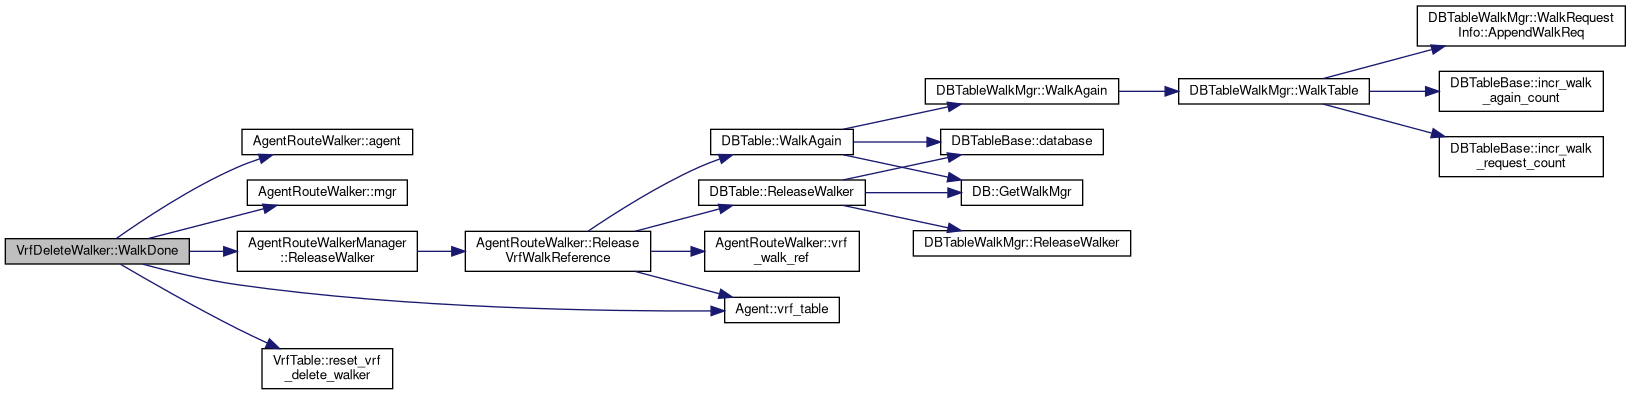 VrfDeleteWalker::WalkDone
AgentRouteWalker::agent
AgentRouteWalker::mgr
AgentRouteWalkerManager
::ReleaseWalker
VrfTable::reset_vrf
_delete_walker
AgentRouteWalker::Release
VrfWalkReference
DBTable::WalkAgain
DBTable::ReleaseWalker
AgentRouteWalker::vrf
_walk_ref
Agent::vrf_table
DBTableWalkMgr::WalkAgain
DBTableBase::database
DB::GetWalkMgr
DBTableWalkMgr::ReleaseWalker
DBTableWalkMgr::WalkTable
DBTableWalkMgr::WalkRequest
Info::AppendWalkReq
DBTableBase::incr_walk
_again_count
DBTableBase::incr_walk
_request_count